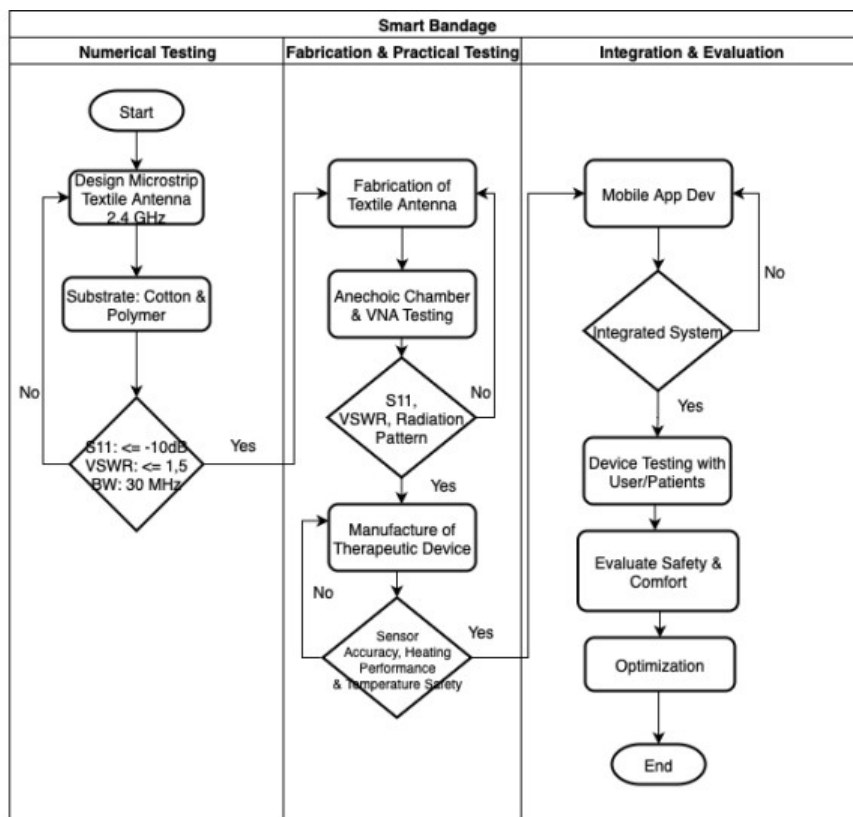 Smart Bandage
Numerical Testing
Fabrication & Practical Testing
Integration & Evaluation
Start
Design Microstrip
Textile Antenna
2.4 GHz
Substrate: Cotton &
Polymer
No
S11: <= -10dB
VSWR: <= 1,5
BW: 30 MHz
Yes
Fabrication of
Textile Antenna
Anechoic Chamber
& VNA Testing
No
S11,
VSWR, Radiation
Pattern
Yes
Manufacture of
Therapeutic Device
No
Sensor
Accuracy, Heating
Performance
& Temperature Safety
Yes
Mobile App Dev
No
Integrated System
Yes
Device Testing with
User/Patients
Evaluate Safety &
Comfort
Optimization
End